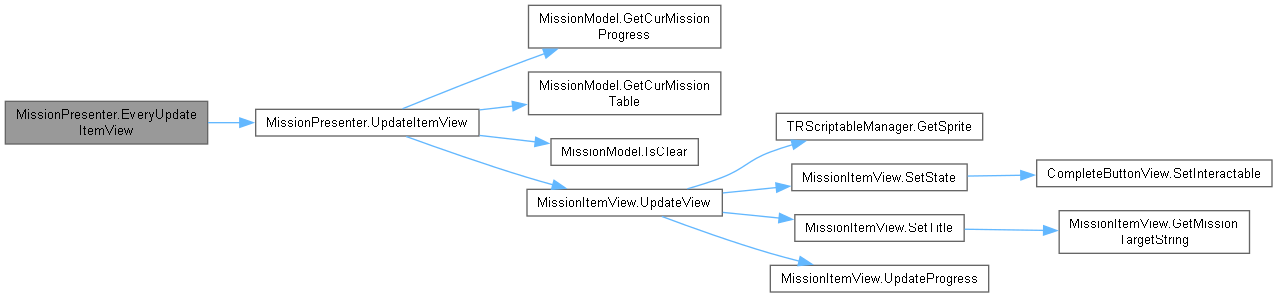 MissionModel.GetCurMission
Progress
MissionModel.GetCurMission
Table
MissionPresenter.EveryUpdate
ItemView
MissionPresenter.UpdateItemView
MissionModel.IsClear
MissionItemView.UpdateView
TRScriptableManager.GetSprite
MissionItemView.SetState
CompleteButtonView.SetInteractable
MissionItemView.SetTitle
MissionItemView.GetMission
TargetString
MissionItemView.UpdateProgress